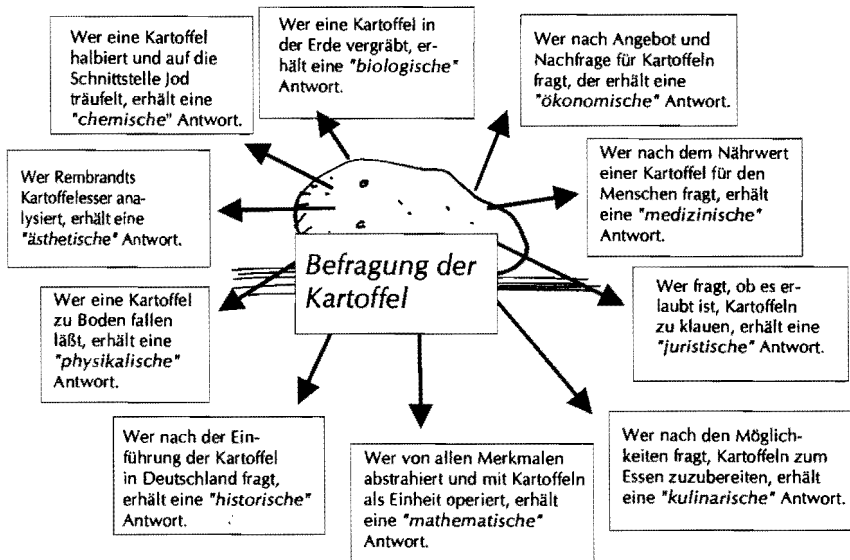 Wer eine Kartoffel
halbiert und auf die
Schnittstelle Jod
träufelt, erhält eine
"chemische" Antwort.
Wer eine Kartoffel in
der Erde vergräbt, er-
hält eine "biologische"
Antwort.
Wer nach Angebot und
Nachfrage für Kartoffeln
fragt, der erhält eine
"ökonomische" Antwort.
Wer Rembrandts
Kartoffelesser ana-
lysiert, erhält eine
"ästhetische" Antwort.
Wer nach dem Nährwert
einer Kartoffel für den
Menschen fragt, erhält
eine "medizinische"
Antwort.
Befragung der
Kartoffel
Wer eine Kartoffel
zu Boden fallen
läßt, erhält eine
"physikalische"
Antwort.
Wer fragt, ob es er-
laubt ist, Kartoffeln
zu klauen, erhält eine
"juristische" Antwort.
Wer nach der Ein-
führung der Kartoffel
in Deutschland fragt,
erhält eine "historische"
Antwort.
Wer von allen Merkmalen
abstrahiert und mit Kartoffeln
als Einheit operiert, erhält
eine "mathematische"
Antwort.
Wer nach den Möglich-
keiten fragt, Kartoffeln zum
Essen zuzubereiten, erhält
eine "kulinarische" Antwort.